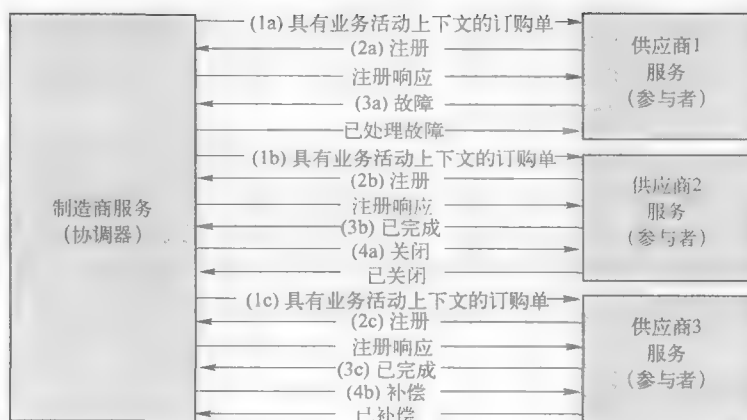 (1a) 具有业务活动上下文的订购单
(2a) 注册
注册响应
(3a) 故障
已处理故障
供应商1
服务
(参与者)
(1b) 具有业务活动上下文的订购单
(2b) 注册
注册响应
(3b) 已完成
(4a) 关闭
已关闭
制造商服务
(协调器)
供应商2
服务
(参与者)
(1c) 具有业务活动上下文的订购单
(2c) 注册
注册响应
(3c) 已完成
(4b) 补偿
已补偿
供应商3
服务
(参与者)